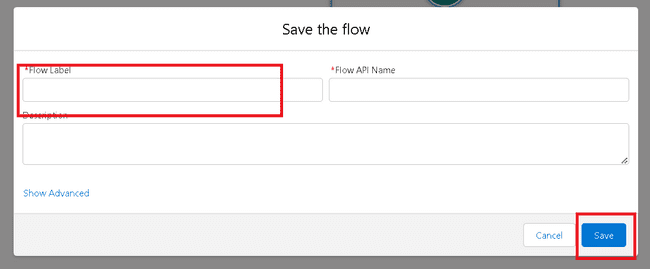 Save the flow
*Flow Label
*Flow API Name
Description
Show Advanced
Cancel
Save